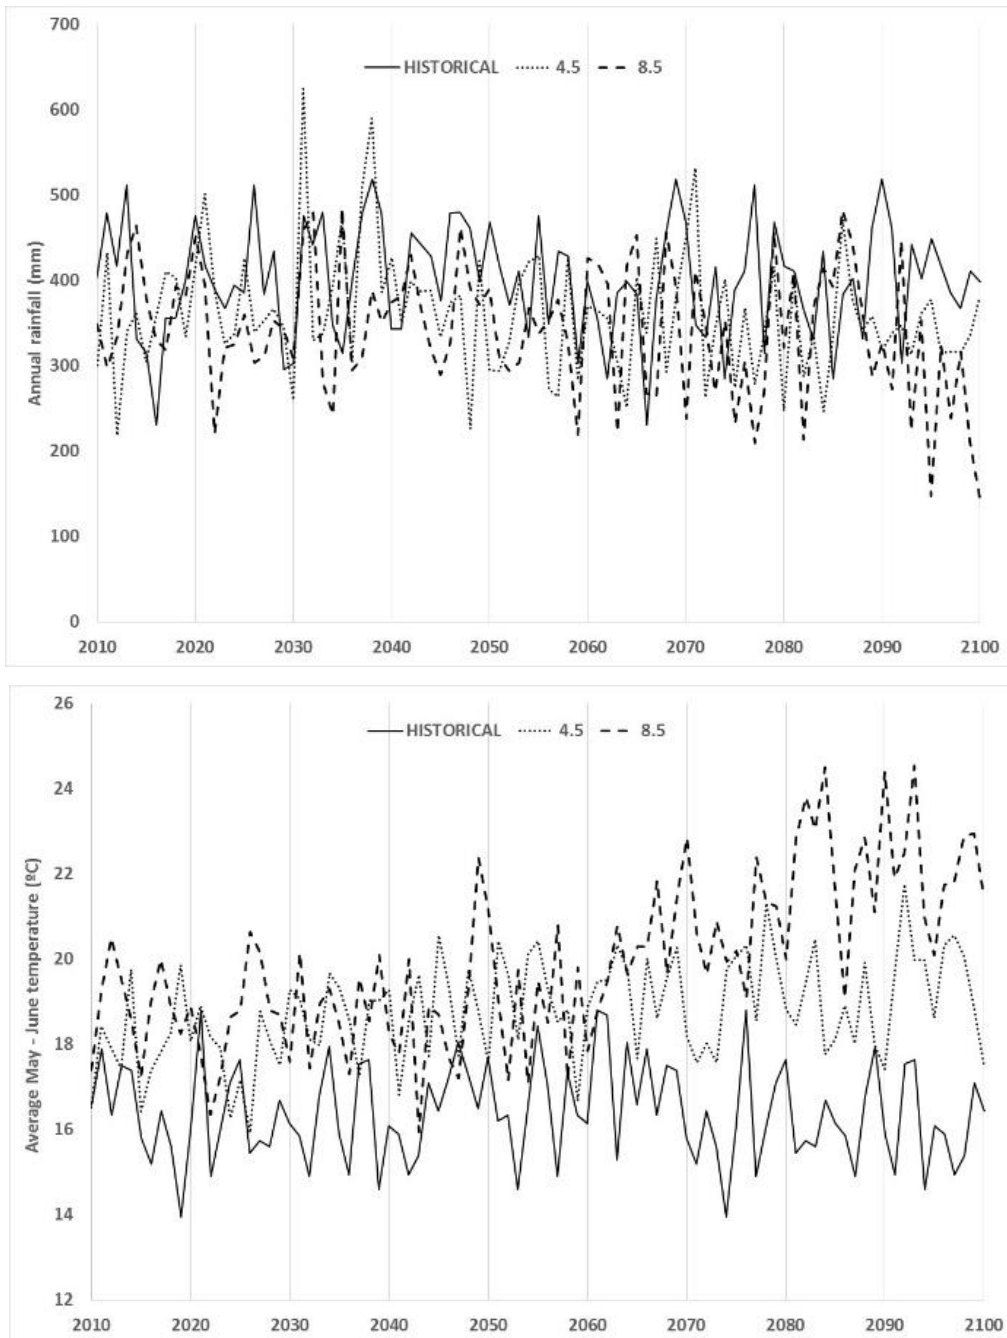 700
HISTORICAL 4.5 8.5
600
500
400
300
200
100
0
Annual rainfall (mm)
2010 2020 2030 2040 2050 2060 2070 2080 2090 2100
26
HISTORICAL 4.5 8.5
24
22
20
18
16
14
12
Average May - June temperature (ºC)
2010 2020 2030 2040 2050 2060 2070 2080 2090 2100